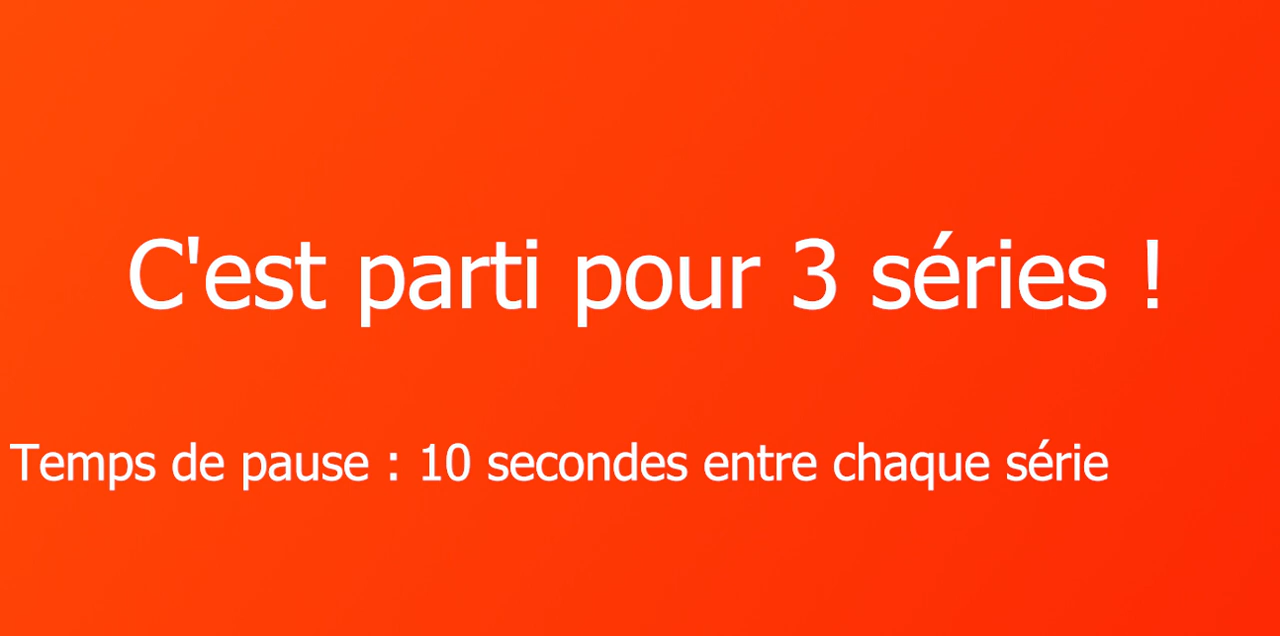 C'est parti pour 3 séries !
Temps de pause : 10 secondes entre chaque série